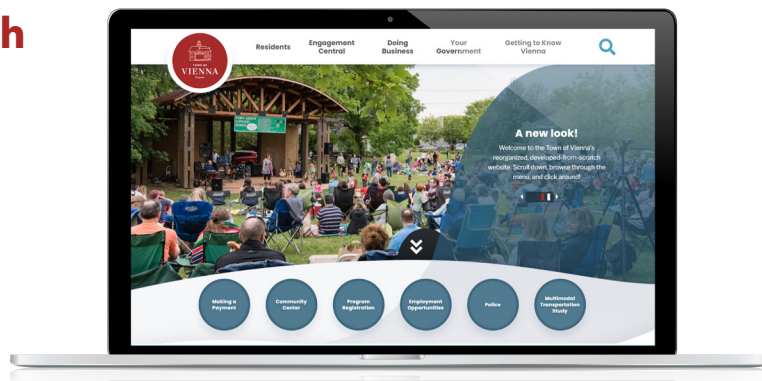 h
Residents
Engagement
Central
Doing
Business
Your
Government
Getting to Know
Vienna
TOWN OF
VIENNA
A new look!
Welcome to the Town of Vienna's
reorganized, developed-from-scratch
website. Scroll down, browse through the
menu, and click around!
Making a
Payment
Community
Center
Program
Registration
Employment
Opportunities
Police
Multimodal
Transportation
Study